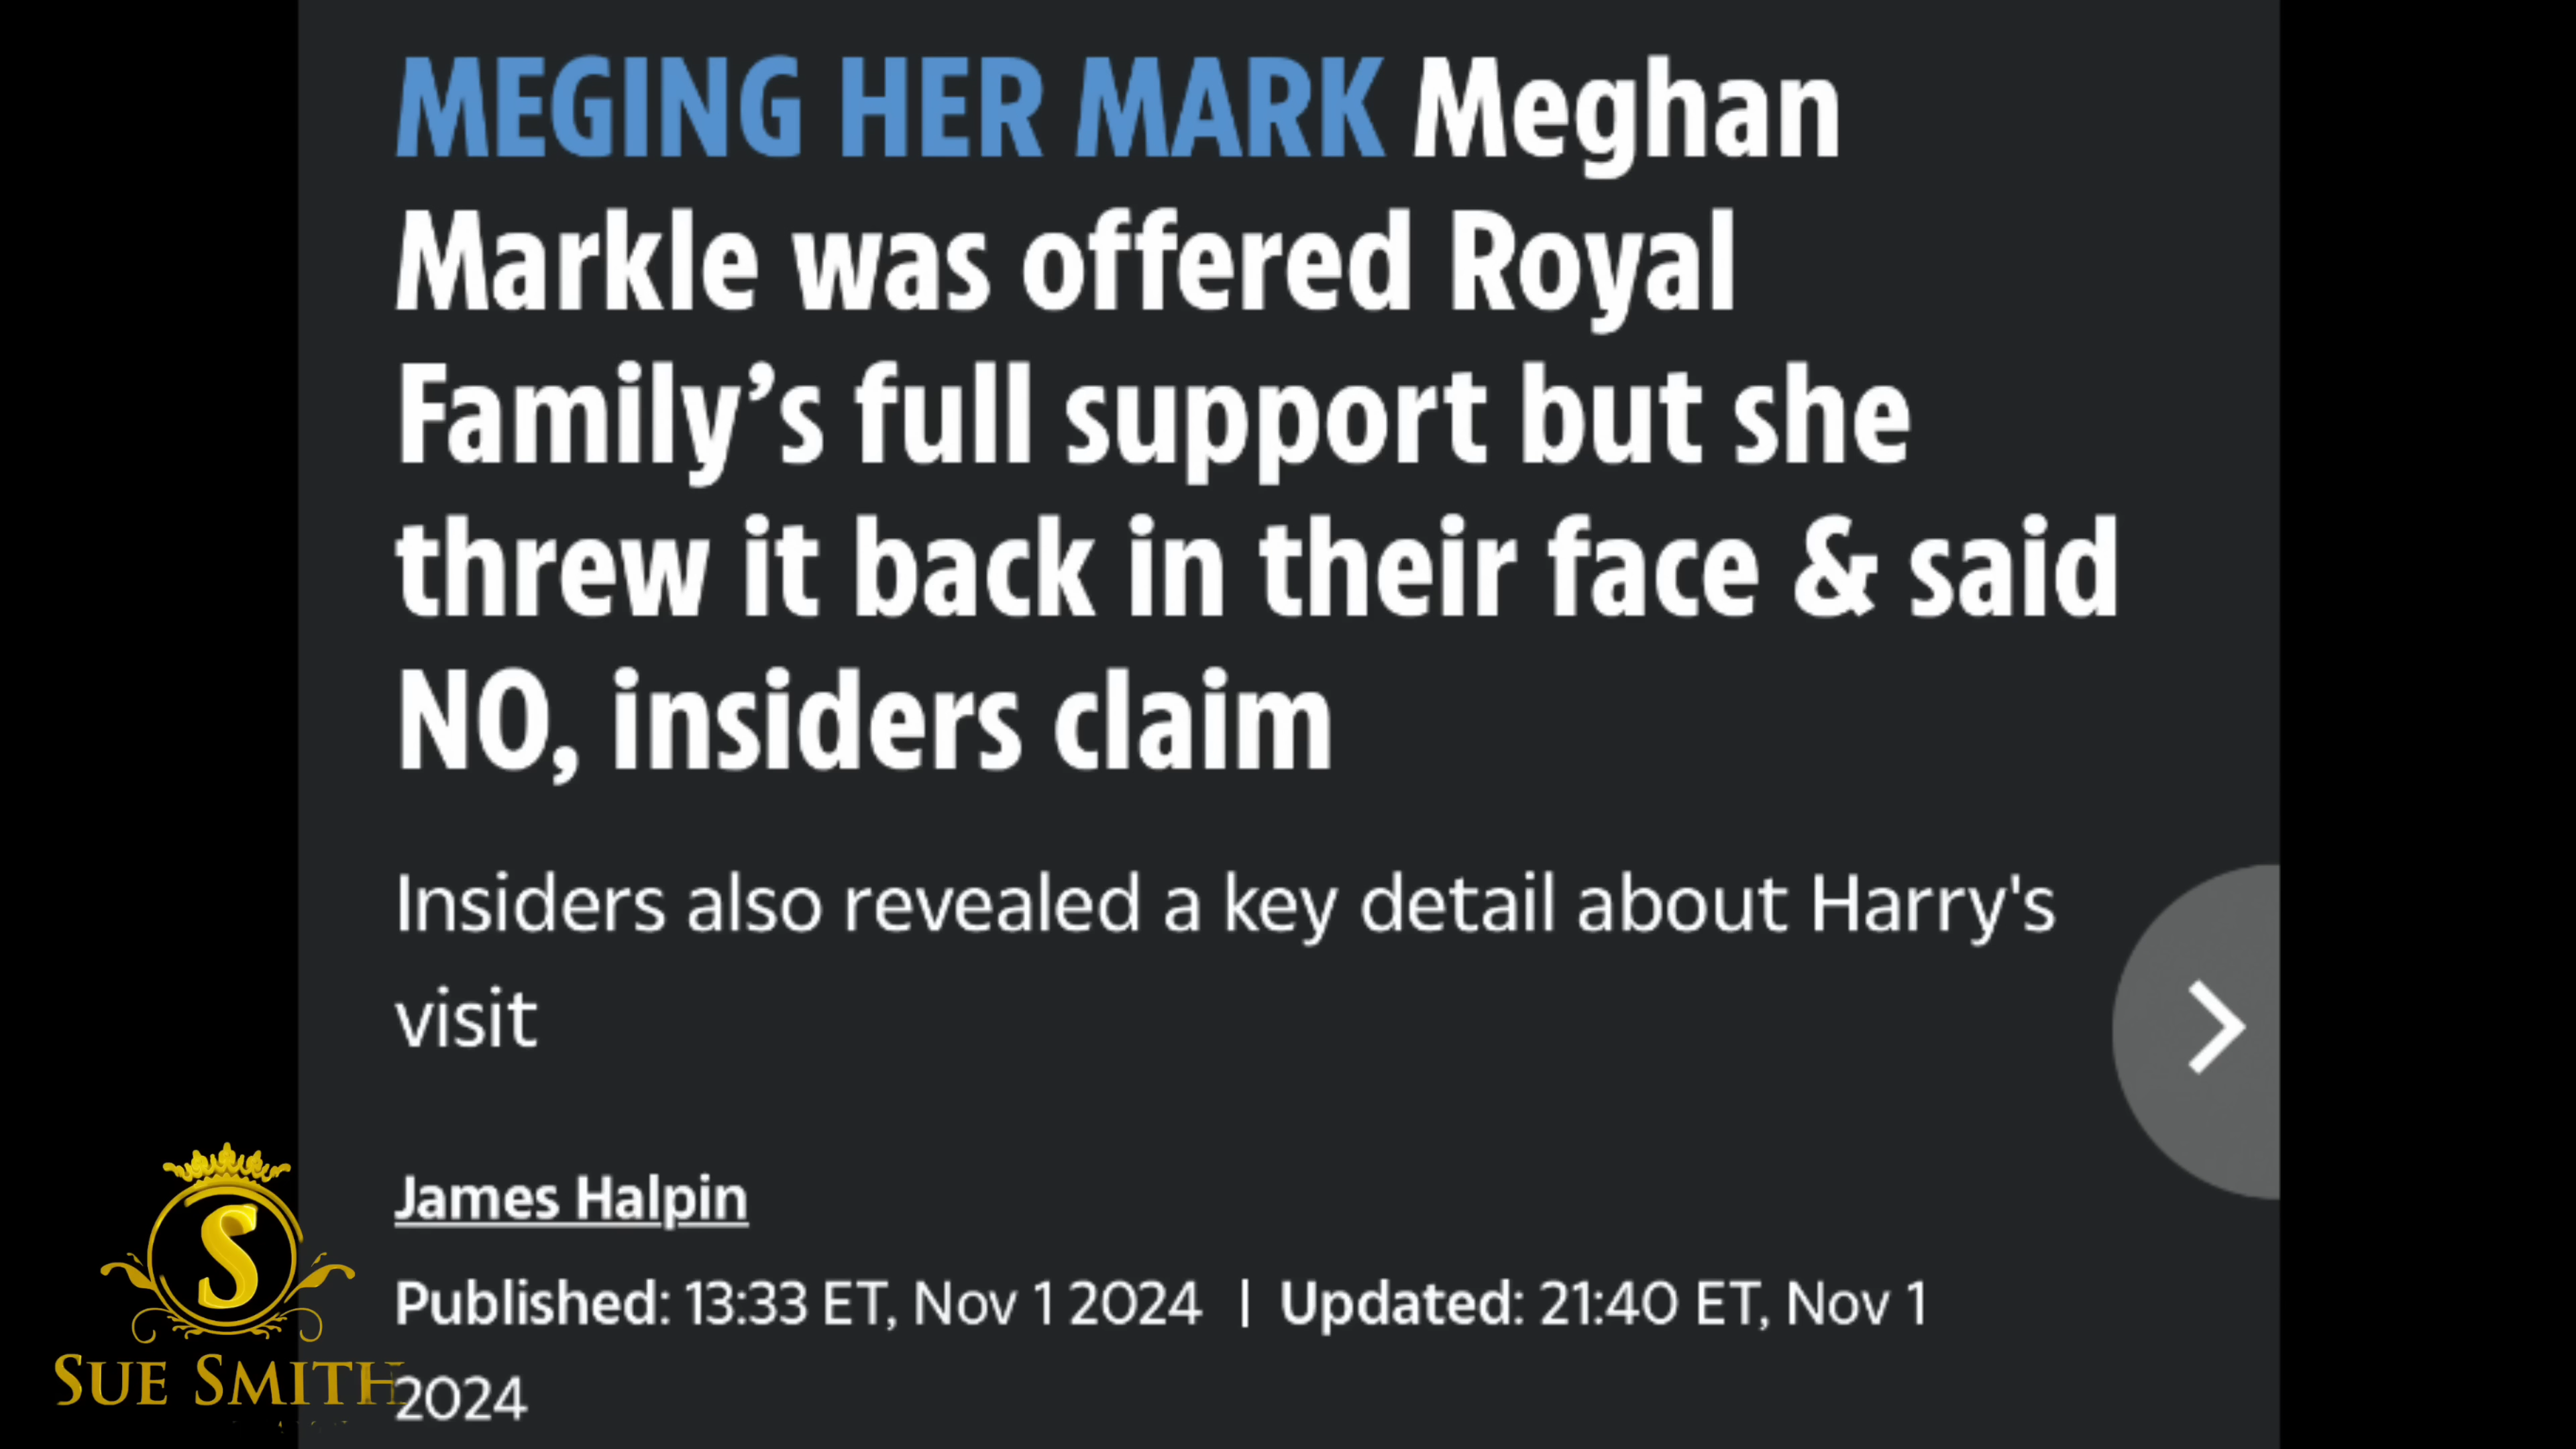 MEGING HER MARK Meghan
Markle was offered Royal
Family’s full support but she
threw it back in their face & said
NO, insiders claim
Insiders also revealed a key detail about Harry's
visit
James Halpin
Published: 13:33 ET, Nov 1 2024 | Updated: 21:40 ET, Nov 1
2024
S
SUE SMITH